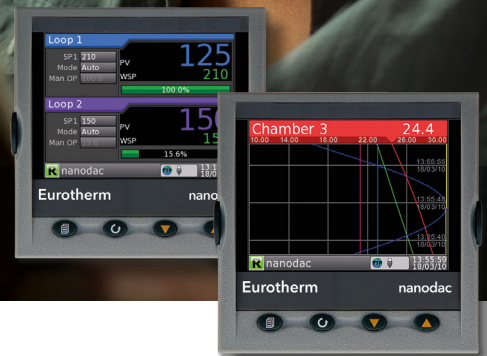 Loop 1
SP1 210
Mode Auto
Man OP 100.0
PV 125
WSP 210
100.0%
Loop 2
SP1 150
Mode Auto
Man OP
PV
WSP
15.6%
nanodac
Eurotherm
Chamber 3 24.4
10.00 14.00 18.00 22.00 26.00 30.00
13:55:55
18/03/10
13:55:48
18/03/10
13:55:40
18/03/10
nanodac
13:55:59
18/03/10
Eurotherm nanodac